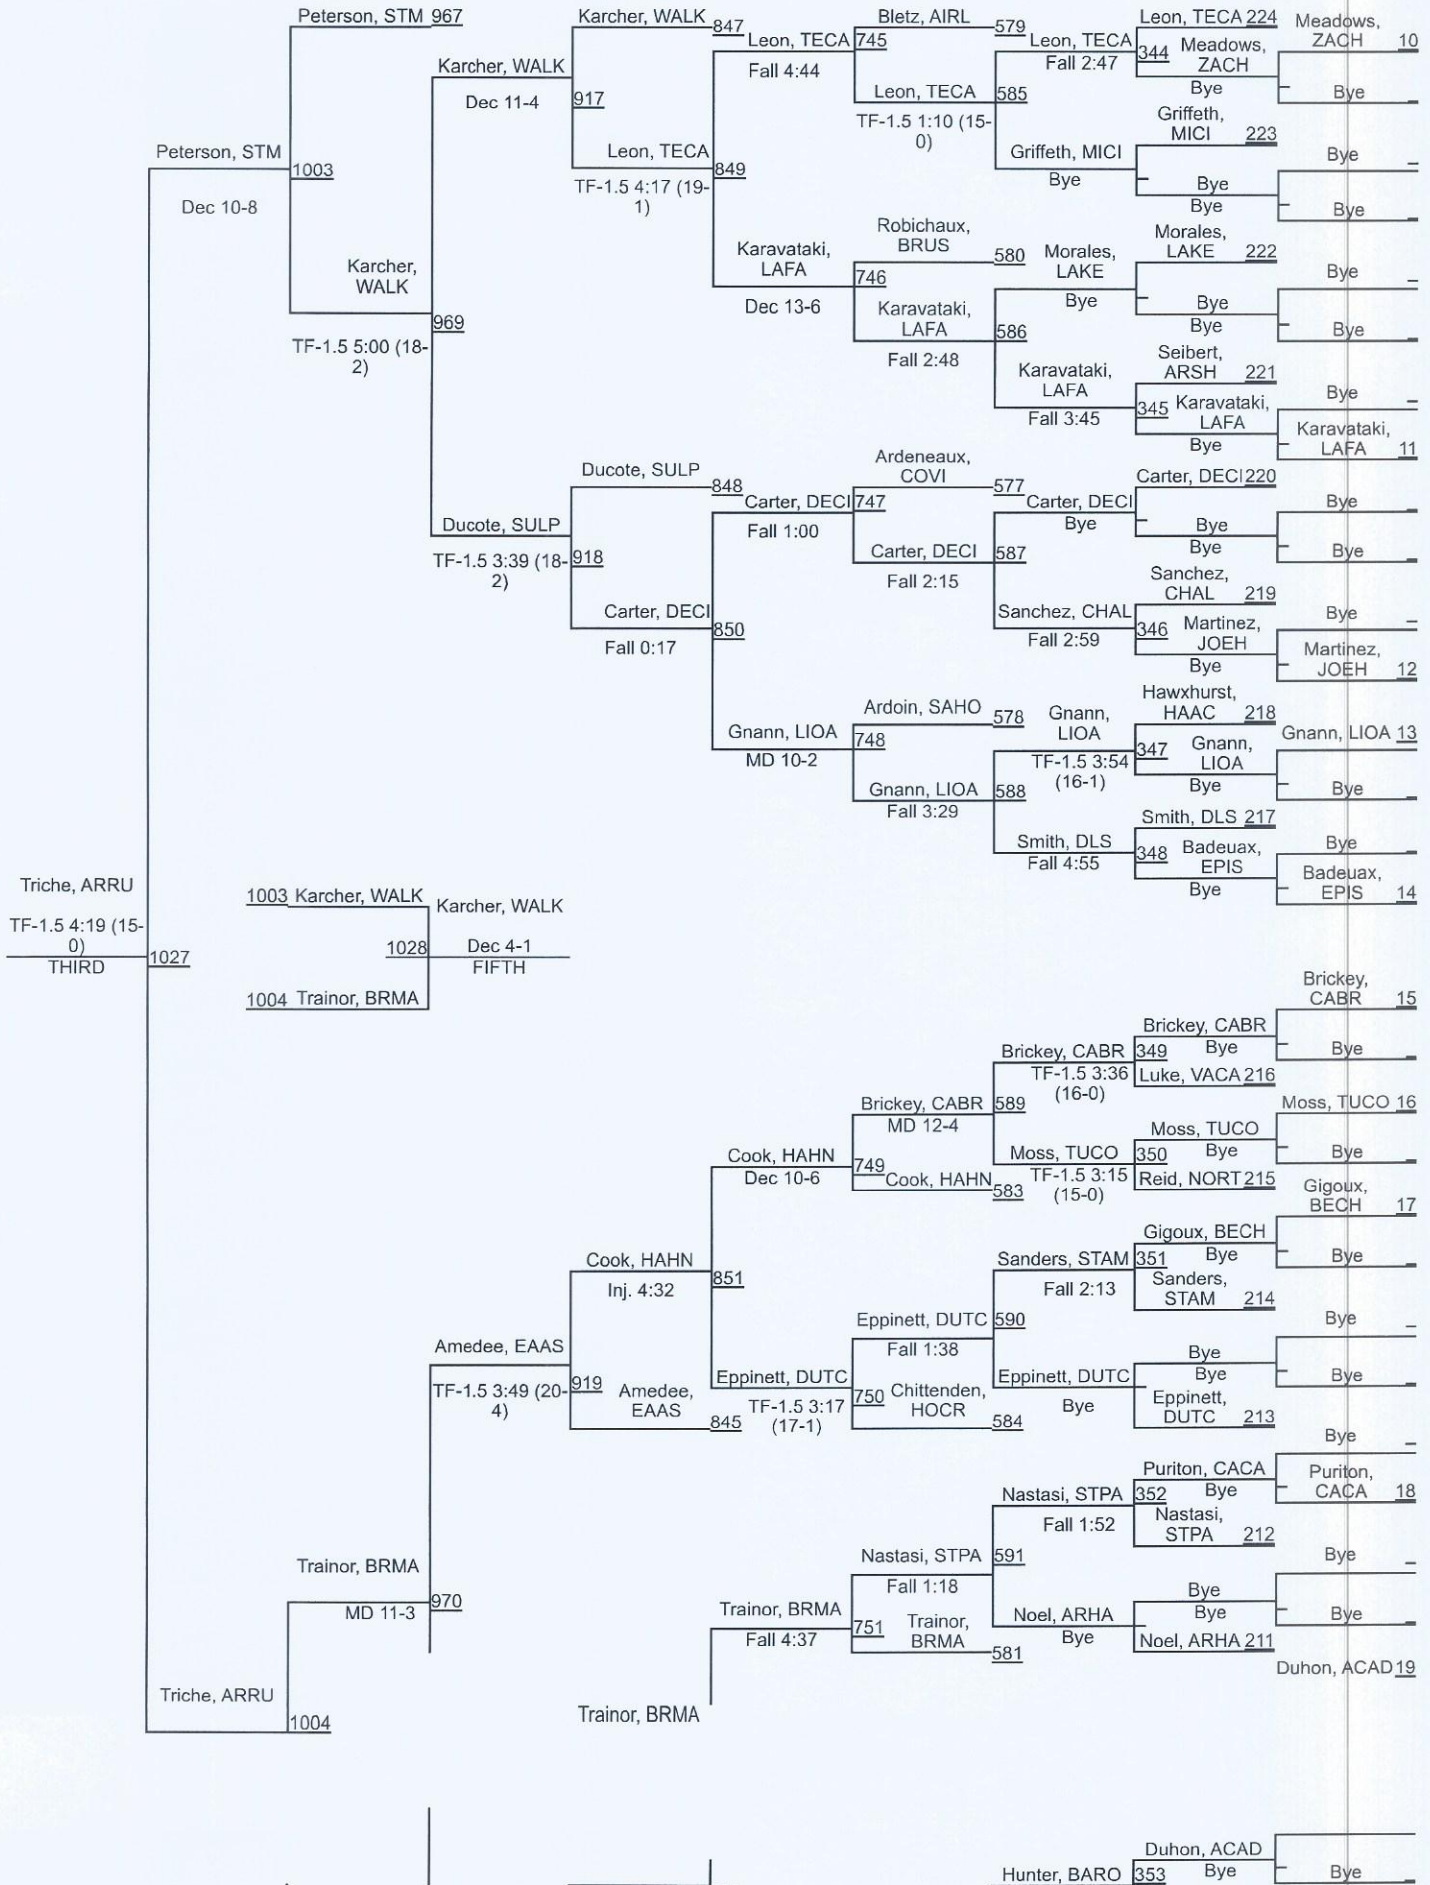 Peterson, STM 967
Karcher, WALK
847
Bletz, AIRL
579
Leon, TECA 224
Meadows,
ZACH 10
Leon, TECA 745
Fall 4:44
Leon, TECA
Fall 2:47
344 Meadows,
ZACH
Bye
Bye
Karcher, WALK
Dec 11-4
917
Leon, TECA
585
TF-1.5 1:10 (15-
0)
Griffeth,
MICI 223
Bye
Griffeth, MICI
Bye
Bye
Bye
Bye
Peterson, STM
1003
Dec 10-8
Leon, TECA
849
TF-1.5 4:17 (19-
1)
Robichaux,
BRUS
580
Morales,
LAKE 222
Karavataki,
LAFA
746
Dec 13-6
Morales,
LAKE
Bye
Bye
Bye
Bye
Bye
Karcher,
WALK
969
TF-1.5 5:00 (18-
2)
Karavataki,
LAFA
586
Fall 2:48
Seibert,
ARSH 221
Karavataki,
LAFA
Fall 3:45
345 Karavataki,
LAFA
Bye
Bye
Karavataki,
LAFA 11
Ducote, SULP
848
Ardeneaux,
COVI
577
Carter, DECI 220
Carter, DECI 747
Fall 1:00
Carter, DECI
Bye
Bye
Bye
Bye
Bye
Ducote, SULP
TF-1.5 3:39 (18-
2)
918
Carter, DECI
587
Fall 2:15
Sanchez,
CHAL 219
Carter, DECI
850
Fall 0:17
Sanchez, CHAL
Fall 2:59
346 Martinez,
JOEH
Bye
Bye
Martinez,
JOEH 12
Ardoin, SAHO
578
Hawxhurst,
HAAC 218
Gnann, LIOA
748
MD 10-2
Gnann,
LIOA
TF-1.5 3:54
(16-1)
347 Gnann,
LIOA
Bye
Gnann, LIOA 13
Bye
Gnann, LIOA
588
Fall 3:29
Smith, DLS 217
Smith, DLS
Fall 4:55
348 Badeuax,
EPIS
Bye
Bye
Badeuax,
EPIS 14
Triche, ARRU
TF-1.5 4:19 (15-
0)
THIRD
1027
1003 Karcher, WALK
Karcher, WALK
1028
Dec 4-1
FIFTH
1004 Trainor, BRMA
Brickey,
CABR 15
Brickey, CABR
Bye
Bye
Brickey, CABR 349
TF-1.5 3:36
(16-0)
Luke, VACA 216
Brickey, CABR
589
MD 12-4
Moss, TUCO 16
Moss, TUCO
Bye
Bye
Cook, HAHN
Dec 10-6
749
Cook, HAHN
583
Moss, TUCO 350
TF-1.5 3:15
(15-0)
Reid, NORT 215
Gigoux,
BECH 17
Gigoux, BECH
Bye
Bye
Cook, HAHN
Inj. 4:32
851
Sanders, STAM 351
Fall 2:13
Sanders,
STAM 214
Eppinett, DUTC 590
Fall 1:38
Bye
Bye
Bye
Bye
Amedee, EAAS
TF-1.5 3:49 (20-
4)
919
Amedee,
EAAS
845
Eppinett, DUTC
TF-1.5 3:17
(17-1)
750 Chittenden,
HOCR
584
Eppinett, DUTC
Bye
Eppinett,
DUTC 213
Bye
Puriton, CACA
Bye
Puriton,
CACA 18
Nastasi, STPA 352
Fall 1:52
Nastasi,
STPA 212
Nastasi, STPA 591
Fall 1:18
Bye
Bye
Bye
Bye
Trainor, BRMA
MD 11-3
970
Trainor, BRMA
Fall 4:37
751 Trainor,
BRMA
581
Noel, ARHA
Bye
Noel, ARHA 211
Duhon, ACAD 19
Triche, ARRU
1004
Trainor, BRMA
Duhon, ACAD
Bye
Bye
Hunter, BARO 353